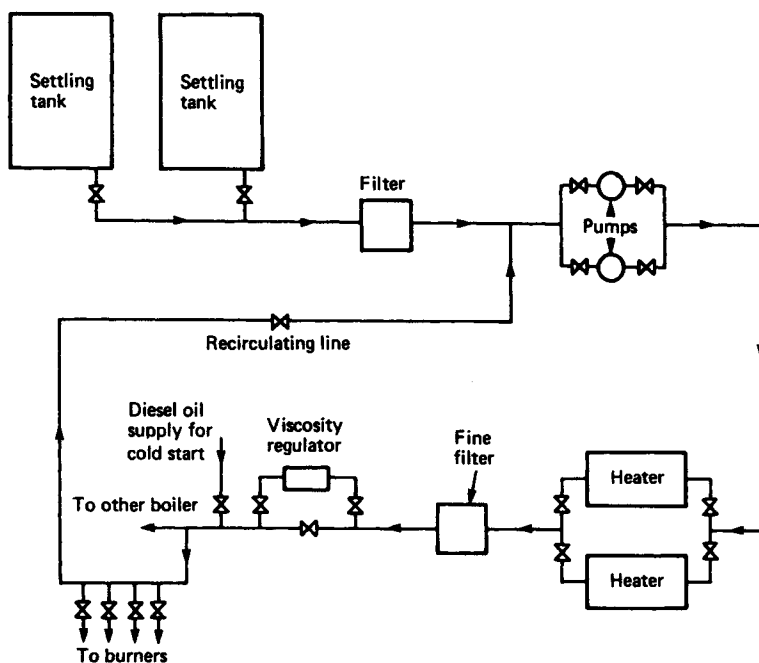 Settling
tank
Settling
tank
Filter
Pumps
Recirculating line
Diesel oil
supply for
cold start
Viscosity
regulator
Fine
filter
Heater
To other boiler
Heater
To burners